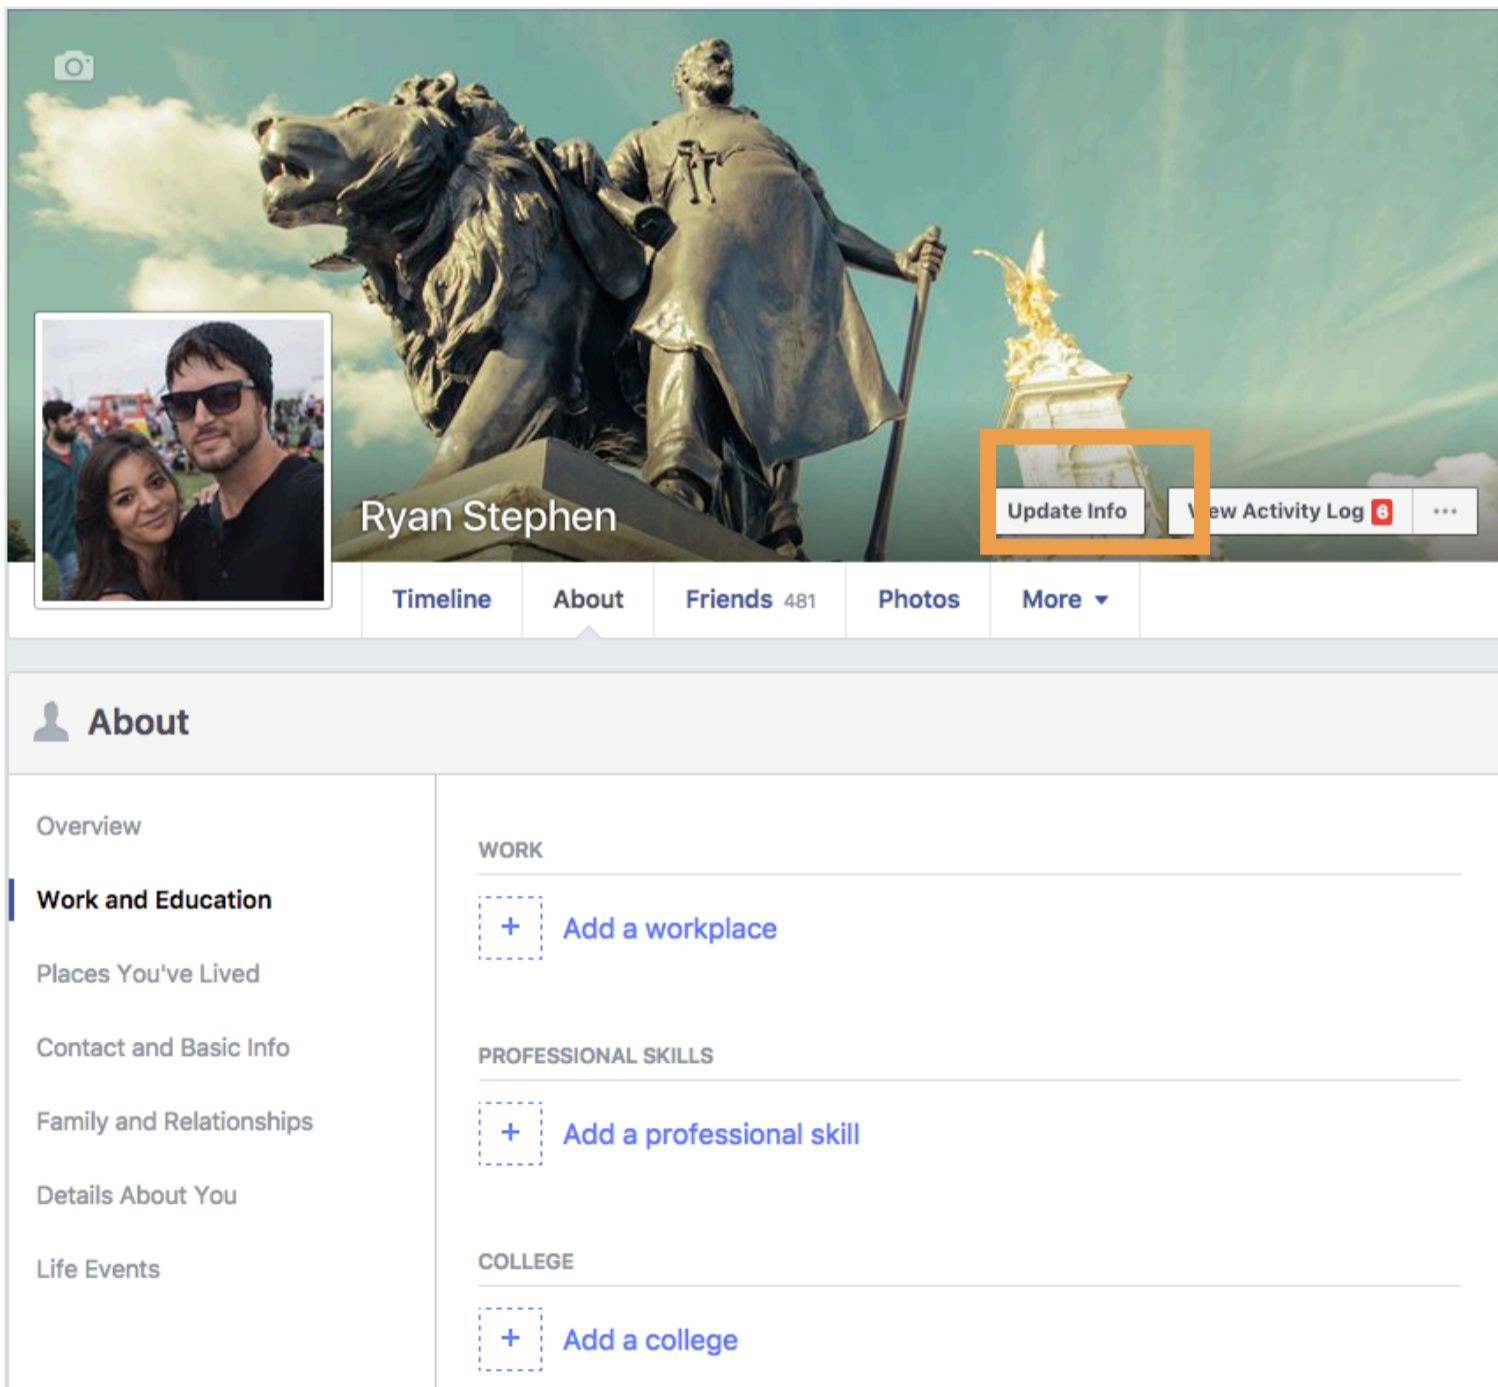 Ryan Stephen
Update Info
ew Activity Log 6
Timeline About Friends 481 Photos More
About
Overview
Work and Education
Places You've Lived
Contact and Basic Info
Family and Relationships
Details About You
Life Events
WORK
+ Add a workplace
PROFESSIONAL SKILLS
+ Add a professional skill
COLLEGE
+ Add a college